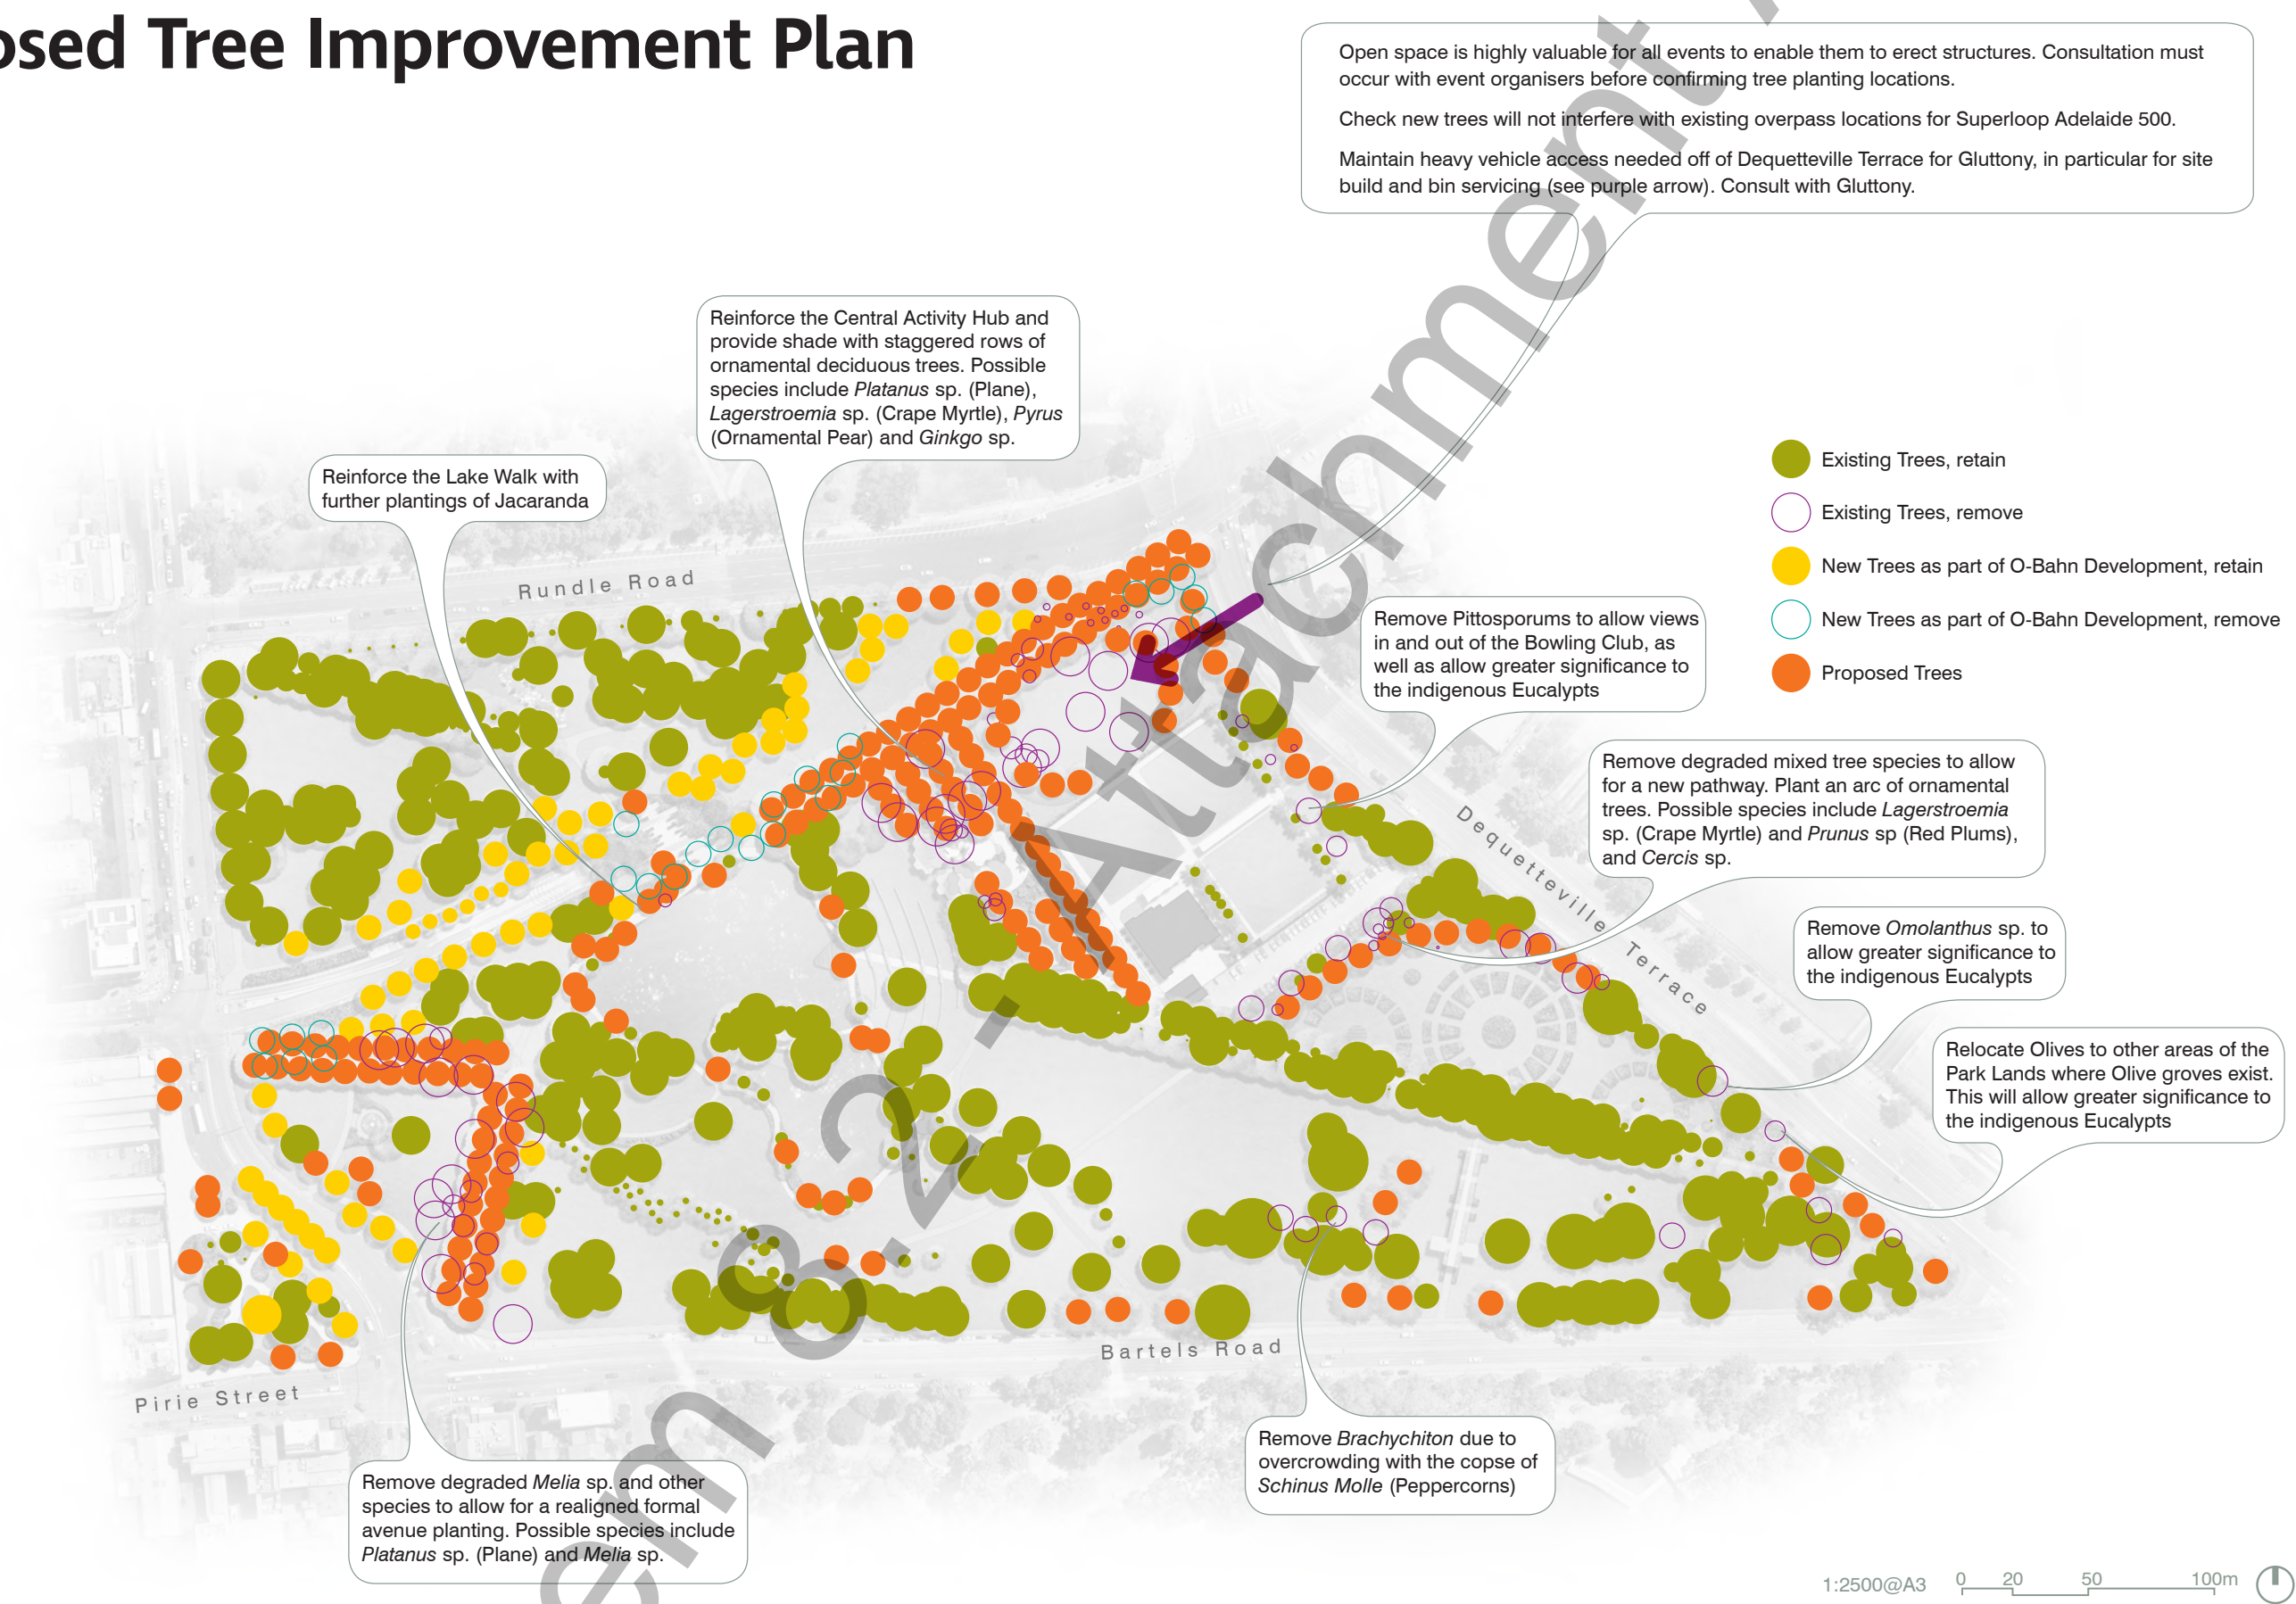 osed Tree Improvement Plan
Open space is highly valuable for all events to enable them to erect structures. Consultation must
occur with event organisers before confirming tree planting locations.
Check new trees will not interfere with existing overpass locations for Superloop Adelaide 500.
Maintain heavy vehicle access needed off of Dequetteville Terrace for Gluttony, in particular for site
build and bin servicing (see purple arrow). Consult with Gluttony.
Reinforce the Central Activity Hub and
provide shade with staggered rows of
ornamental deciduous trees. Possible
species include Platanus sp. (Plane),
Lagerstroemia sp. (Crape Myrtle), Pyrus
(Ornamental Pear) and Ginkgo sp.
Reinforce the Lake Walk with
further plantings of Jacaranda
Existing Trees, retain
Existing Trees, remove
New Trees as part of O-Bahn Development, retain
New Trees as part of O-Bahn Development, remove
Proposed Trees
Rundle Road
Remove Pittosporums to allow views
in and out of the Bowling Club, as
well as allow greater significance to
the indigenous Eucalypts
Remove degraded mixed tree species to allow
for a new pathway. Plant an arc of ornamental
trees. Possible species include Lagerstroemia
sp. (Crape Myrtle) and Prunus sp (Red Plums),
and Cercis sp.
Dequetteville Terrace
Remove Omolanthus sp. to
allow greater significance to
the indigenous Eucalypts
Relocate Olives to other areas of the
Park Lands where Olive groves exist.
This will allow greater significance to
the indigenous Eucalypts
Bartels Road
Pirie Street
Remove degraded Melia sp. and other
species to allow for a realigned formal
avenue planting. Possible species include
Platanus sp. (Plane) and Melia sp.
Remove Brachychiton due to
overcrowding with the copse of
Schinus Molle (Peppercorns)
1:2500@A3 0 20 50 100m
em 8.2 - Attachment